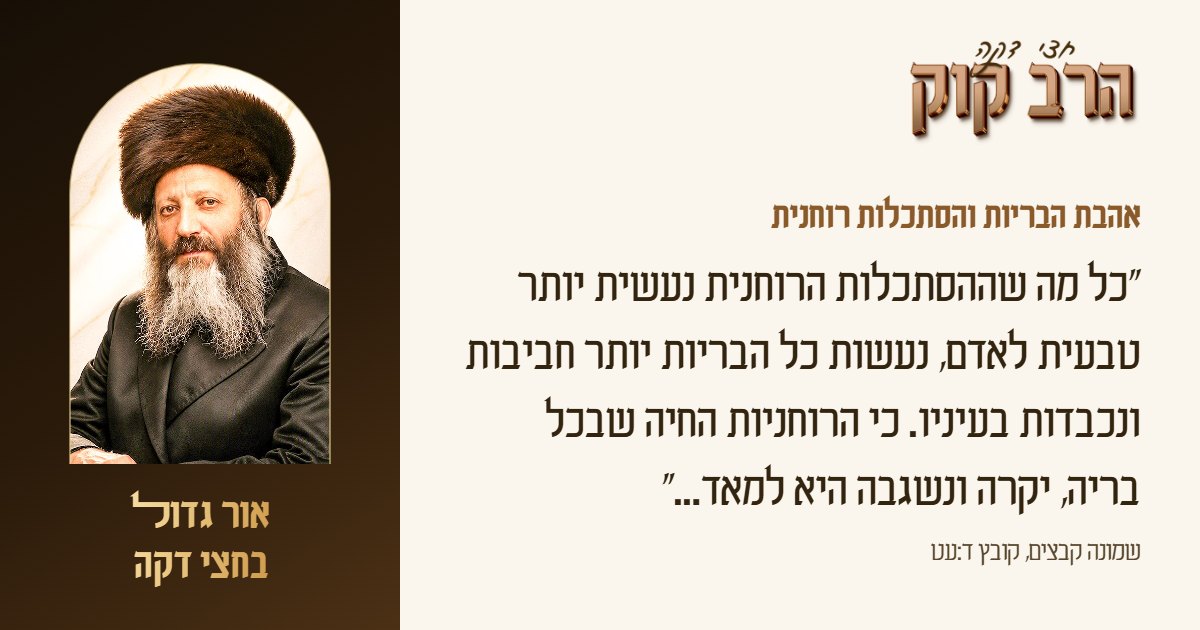 חצי דקה
הרב קוק
אהבת הבריות והסתכלות רוחנית
"כל מה שההסתכלות הרוחנית נעשית יותר
טבעית לאדם, נעשות כל הבריות יותר חביבות
ונכבדות בעיניו. כי הרוחניות החיה שבכל
בריה, יקרה ונשגבה היא למאד..."
שמונה קבצים, קובץ ד:עט
אור גדול
בחצי דקה